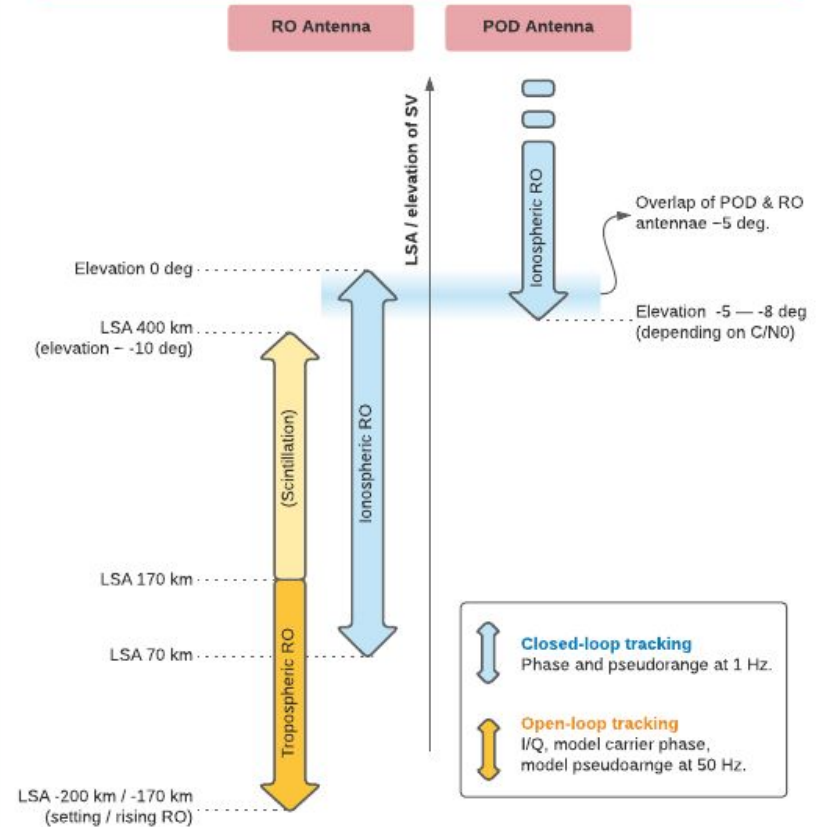 RO Antenna
POD Antenna
LSA / elevation of SV
Ionospheric RO
Overlap of POD & RO
antennae ~5 deg.
Elevation 0 deg
Elevation -5 — -8 deg
(depending on C/N0)
LSA 400 km
(elevation ~ -10 deg)
(Scintillation)
Ionospheric RO
LSA 170 km
LSA 70 km
Tropospheric RO
LSA -200 km / -170 km
(setting / rising RO)
Closed-loop tracking
Phase and pseudorange at 1 Hz.
Open-loop tracking
I/Q, model carrier phase,
model pseudoarnge at 50 Hz.